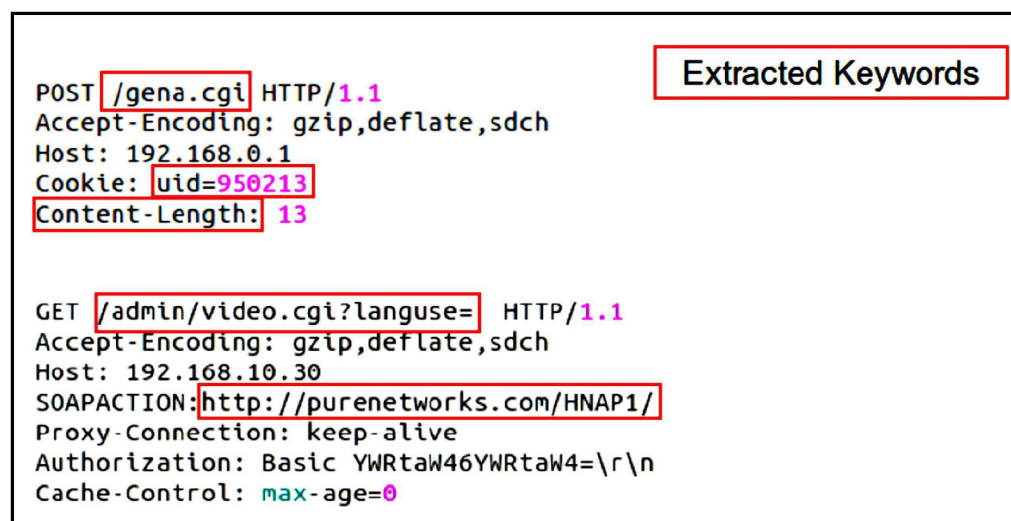 Extracted Keywords
POST /gena.cgi HTTP/1.1
Accept-Encoding: gzip,deflate,sdch
Host: 192.168.0.1
Cookie: uid=950213
Content-Length: 13
GET /admin/video.cgi?languse= HTTP/1.1
Accept-Encoding: gzip,deflate,sdch
Host: 192.168.10.30
SOAPACTION:http://purenetworks.com/HNAP1/
Proxy-Connection: keep-alive
Authorization: Basic YWRtaW46YWRtaW4=\r\n
Cache-Control: max-age=0